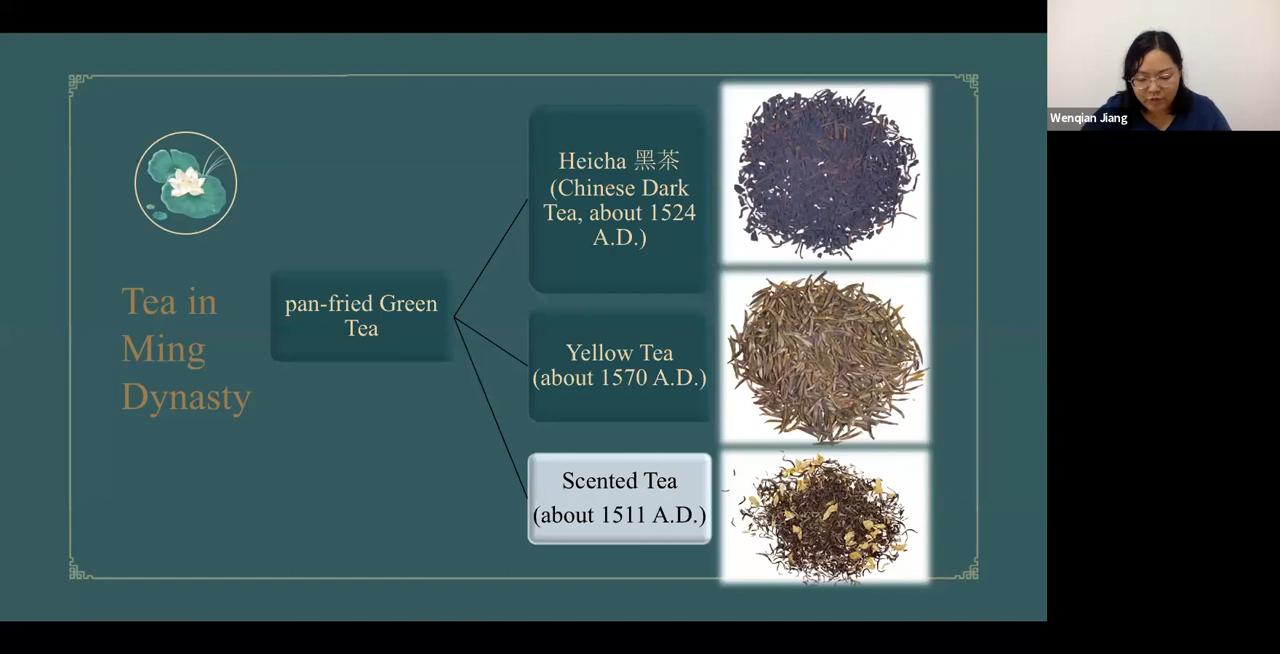 Tea in
Ming
Dynasty
pan-fried Green
Tea
Heicha 黑茶
(Chinese Dark
Tea, about 1524
A.D.)
Yellow Tea
(about 1570 A.D.)
Scented Tea
(about 1511 A.D.)
Wenqian Jiang